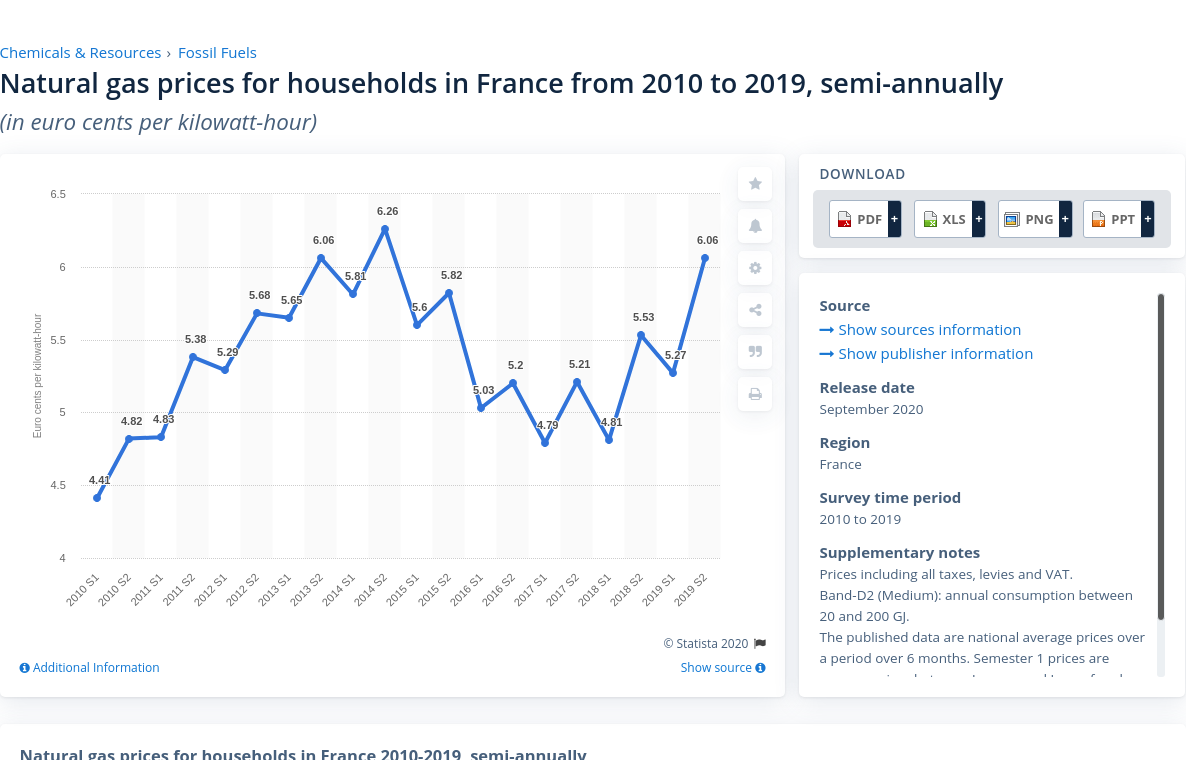 Chemicals & Resources › Fossil Fuels
Natural gas prices for households in France from 2010 to 2019, semi-annually
(in euro cents per kilowatt-hour)
Euro cents per kilowatt-hour
6.5
6
5.5
5
4.5
4
4.41
4.82
4.83
5.38
5.29
5.68
5.65
6.06
5.81
6.26
5.6
5.82
5.03
5.2
4.79
5.21
4.81
5.53
5.27
6.06
2010 S1
2010 S2
2011 S1
2011 S2
2012 S1
2012 S2
2013 S1
2013 S2
2014 S1
2014 S2
2015 S1
2015 S2
2016 S1
2016 S2
2017 S1
2017 S2
2018 S1
2018 S2
2019 S1
2019 S2
© Statista 2020
Additional Information
Show source
DOWNLOAD
PDF +
XLS +
PNG +
PPT +
Source
Show sources information
Show publisher information
Release date
September 2020
Region
France
Survey time period
2010 to 2019
Supplementary notes
Prices including all taxes, levies and VAT.
Band-D2 (Medium): annual consumption between
20 and 200 GJ.
The published data are national average prices over
a period over 6 months. Semester 1 prices are
Natural gas prices for households in France 2010-2019, semi-annually